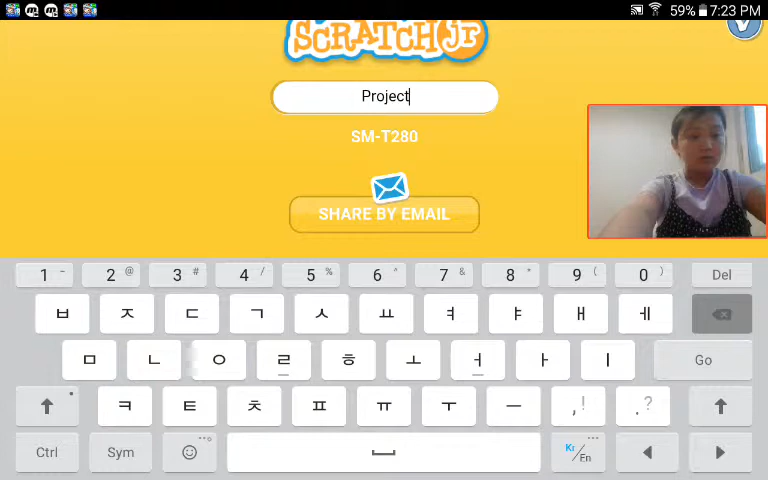 59% 7:23 PM
SCRATCH jr
Project
SM-T280
SHARE BY EMAIL
1 - 2 @ 3 # 4 / 5 % 6 ^ 7 & 8 * 9 ( 0 ) Del
ㅂ ㅈ ㄷ ㄱ ㅅ ㅛ ㅕ ㅑ ㅐ ㅔ
ㅁ ㄴ ㅇ ㄹ ㅎ ㅗ ㅓ ㅏ ㅣ Go
ㅋ ㅌ ㅊ ㅍ ㅠ ㅜ ㅡ , ! . ?
Ctrl Sym Kr/En